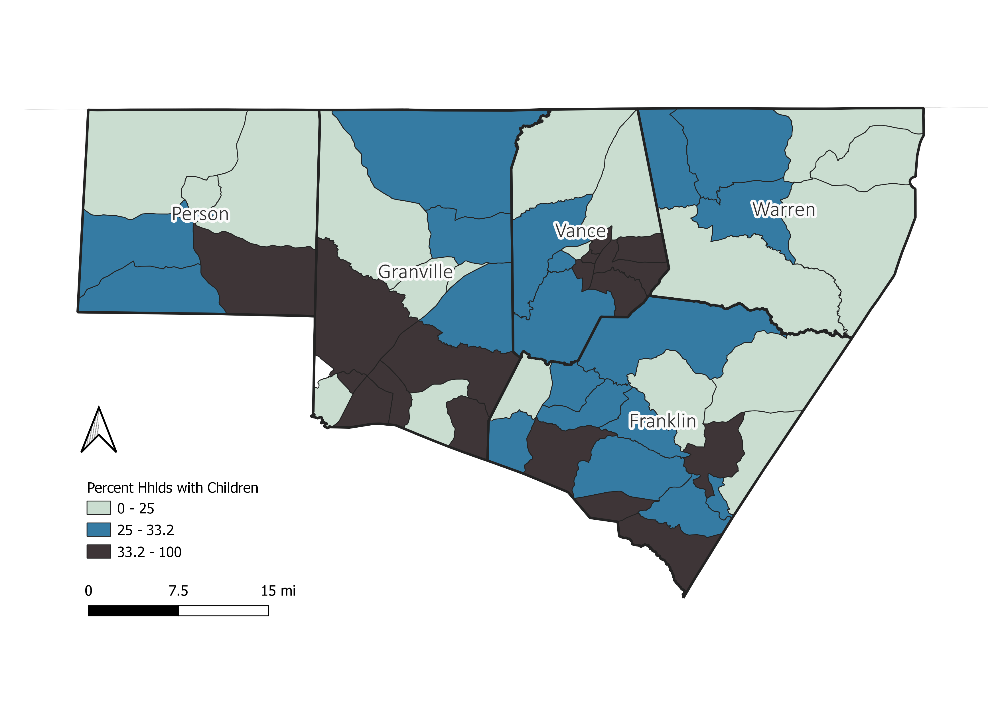 Person
Granville
Vance
Warren
Franklin
Percent Hhlds with Children
0 - 25
25 - 33.2
33.2 - 100
0 7.5 15 mi